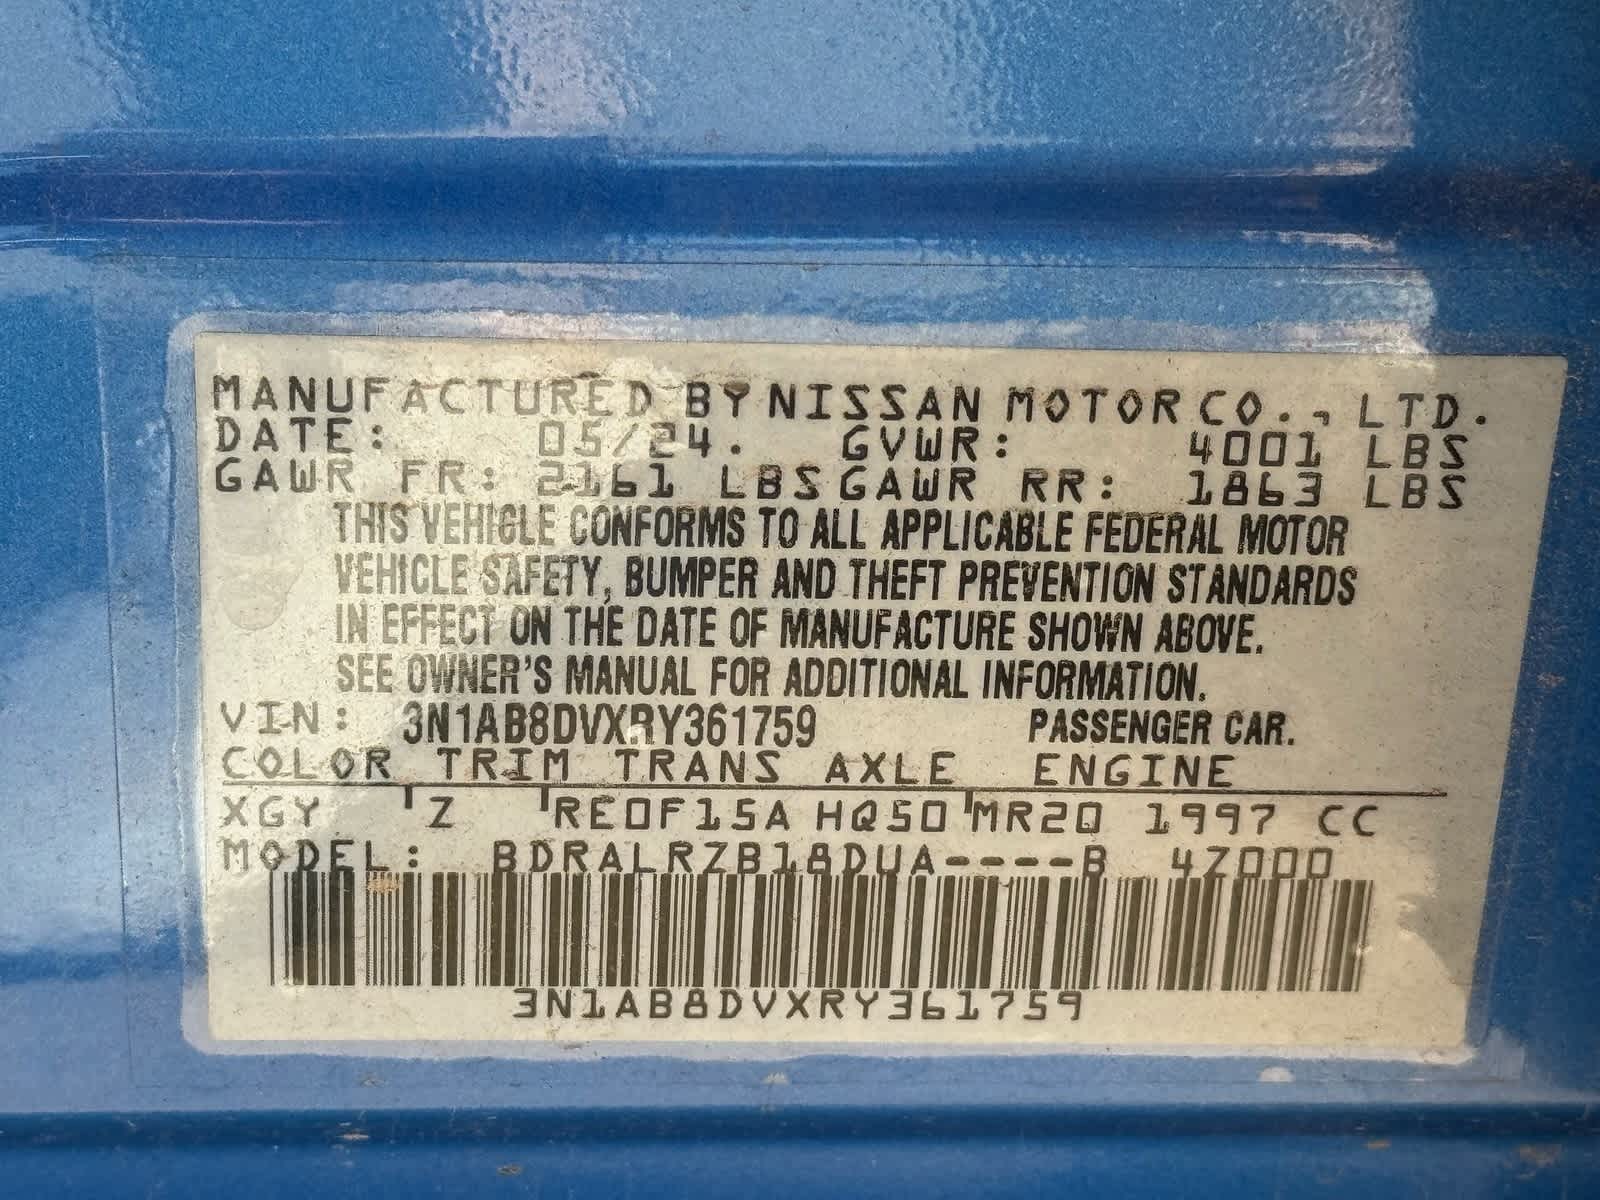 MANUFACTURED BY NISSAN MOTOR CO., LTD.
DATE: 05/24. GVWR: 4001 LBS
GAWR FR: 2161 LBS GAWR RR: 1863 LBS
THIS VEHICLE CONFORMS TO ALL APPLICABLE FEDERAL MOTOR
VEHICLE SAFETY, BUMPER AND THEFT PREVENTION STANDARDS
IN EFFECT ON THE DATE OF MANUFACTURE SHOWN ABOVE.
SEE OWNER'S MANUAL FOR ADDITIONAL INFORMATION.
VIN: 3N1AB8DVXRY361759 PASSENGER CAR.
COLOR TRIM TRANS AXLE ENGINE
XGY Z RE0F15A HQ50 MR20 1997 CC
MODEL: BDRALRZB18DUA----B 4Z000
3N1AB8DVXRY361759